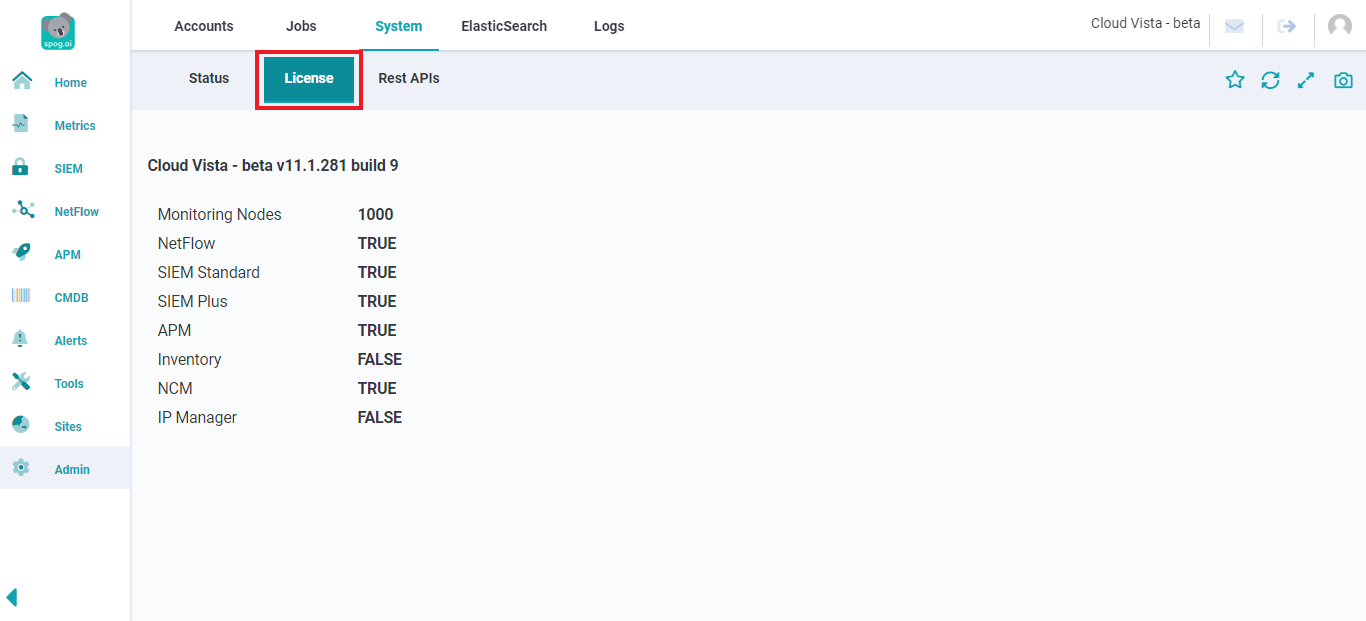 spog.ai
Accounts Jobs System ElasticSearch Logs Cloud Vista - beta
Status License Rest APIs
Home
Metrics
SIEM
NetFlow
APM
CMDB
Alerts
Tools
Sites
Admin
Cloud Vista - beta v11.1.281 build 9
Monitoring Nodes 1000
NetFlow TRUE
SIEM Standard TRUE
SIEM Plus TRUE
APM TRUE
Inventory FALSE
NCM TRUE
IP Manager FALSE